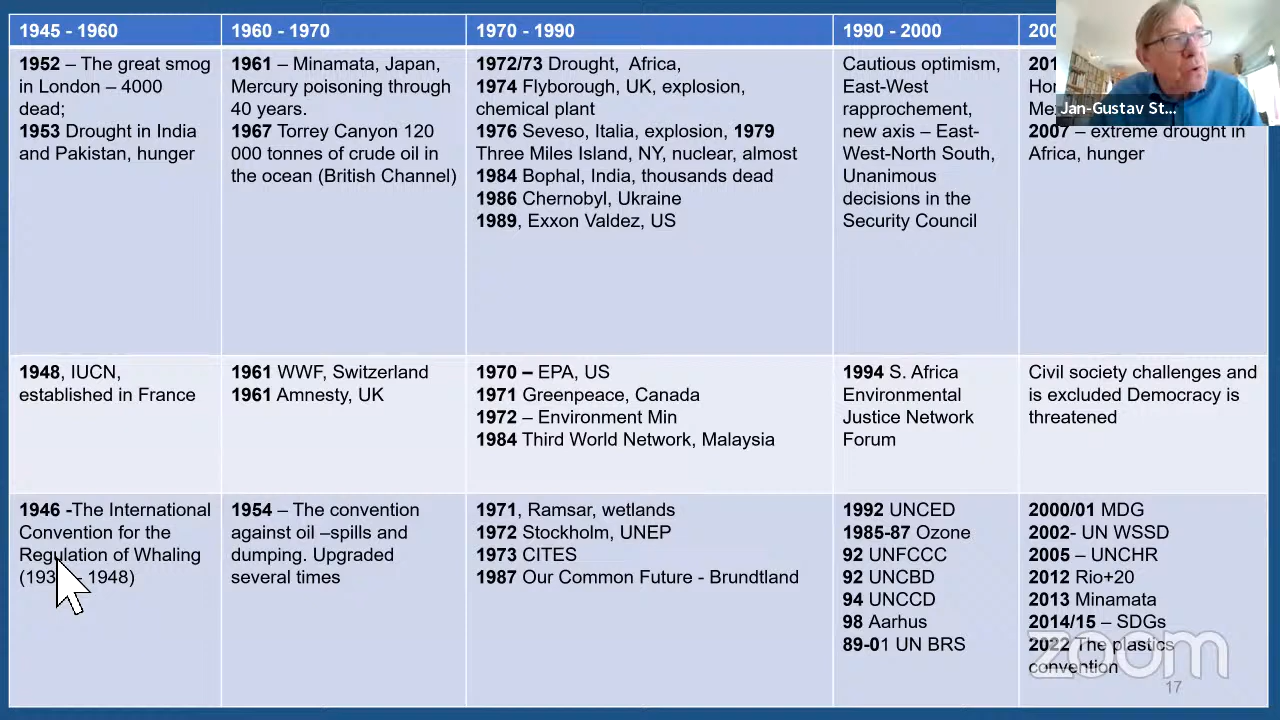 1945 - 1960
1960 - 1970
1970 - 1990
1990 - 2000
1952 – The great smog
in London – 4000
dead;
1953 Drought in India
and Pakistan, hunger
1961 – Minamata, Japan,
Mercury poisoning through
40 years.
1967 Torrey Canyon 120
000 tonnes of crude oil in
the ocean (British Channel)
1972/73 Drought, Africa,
1974 Flyborough, UK, explosion,
chemical plant
1976 Seveso, Italia, explosion, 1979
Three Miles Island, NY, nuclear, almost
1984 Bophal, India, thousands dead
1986 Chernobyl, Ukraine
1989, Exxon Valdez, US
Cautious optimism,
East-West
rapprochement,
new axis – East-
West-North South,
Unanimous
decisions in the
Security Council
Jan-Gustav St...
2007 – extreme drought in
Africa, hunger
1948, IUCN,
established in France
1961 WWF, Switzerland
1961 Amnesty, UK
1970 – EPA, US
1971 Greenpeace, Canada
1972 – Environment Min
1984 Third World Network, Malaysia
1994 S. Africa
Environmental
Justice Network
Forum
Civil society challenges and
is excluded Democracy is
threatened
1946 -The International
Convention for the
Regulation of Whaling
1948)
1954 – The convention
against oil –spills and
dumping. Upgraded
several times
1971, Ramsar, wetlands
1972 Stockholm, UNEP
1973 CITES
1987 Our Common Future - Brundtland
1992 UNCED
1985-87 Ozone
92 UNFCCC
92 UNCBD
94 UNCCD
98 Aarhus
89-01 UN BRS
2000/01 MDG
2002- UN WSSD
2005 – UNCHR
2012 Rio+20
2013 Minamata
2014/15 – SDGs
2022 The plastics
convention
zoom
17